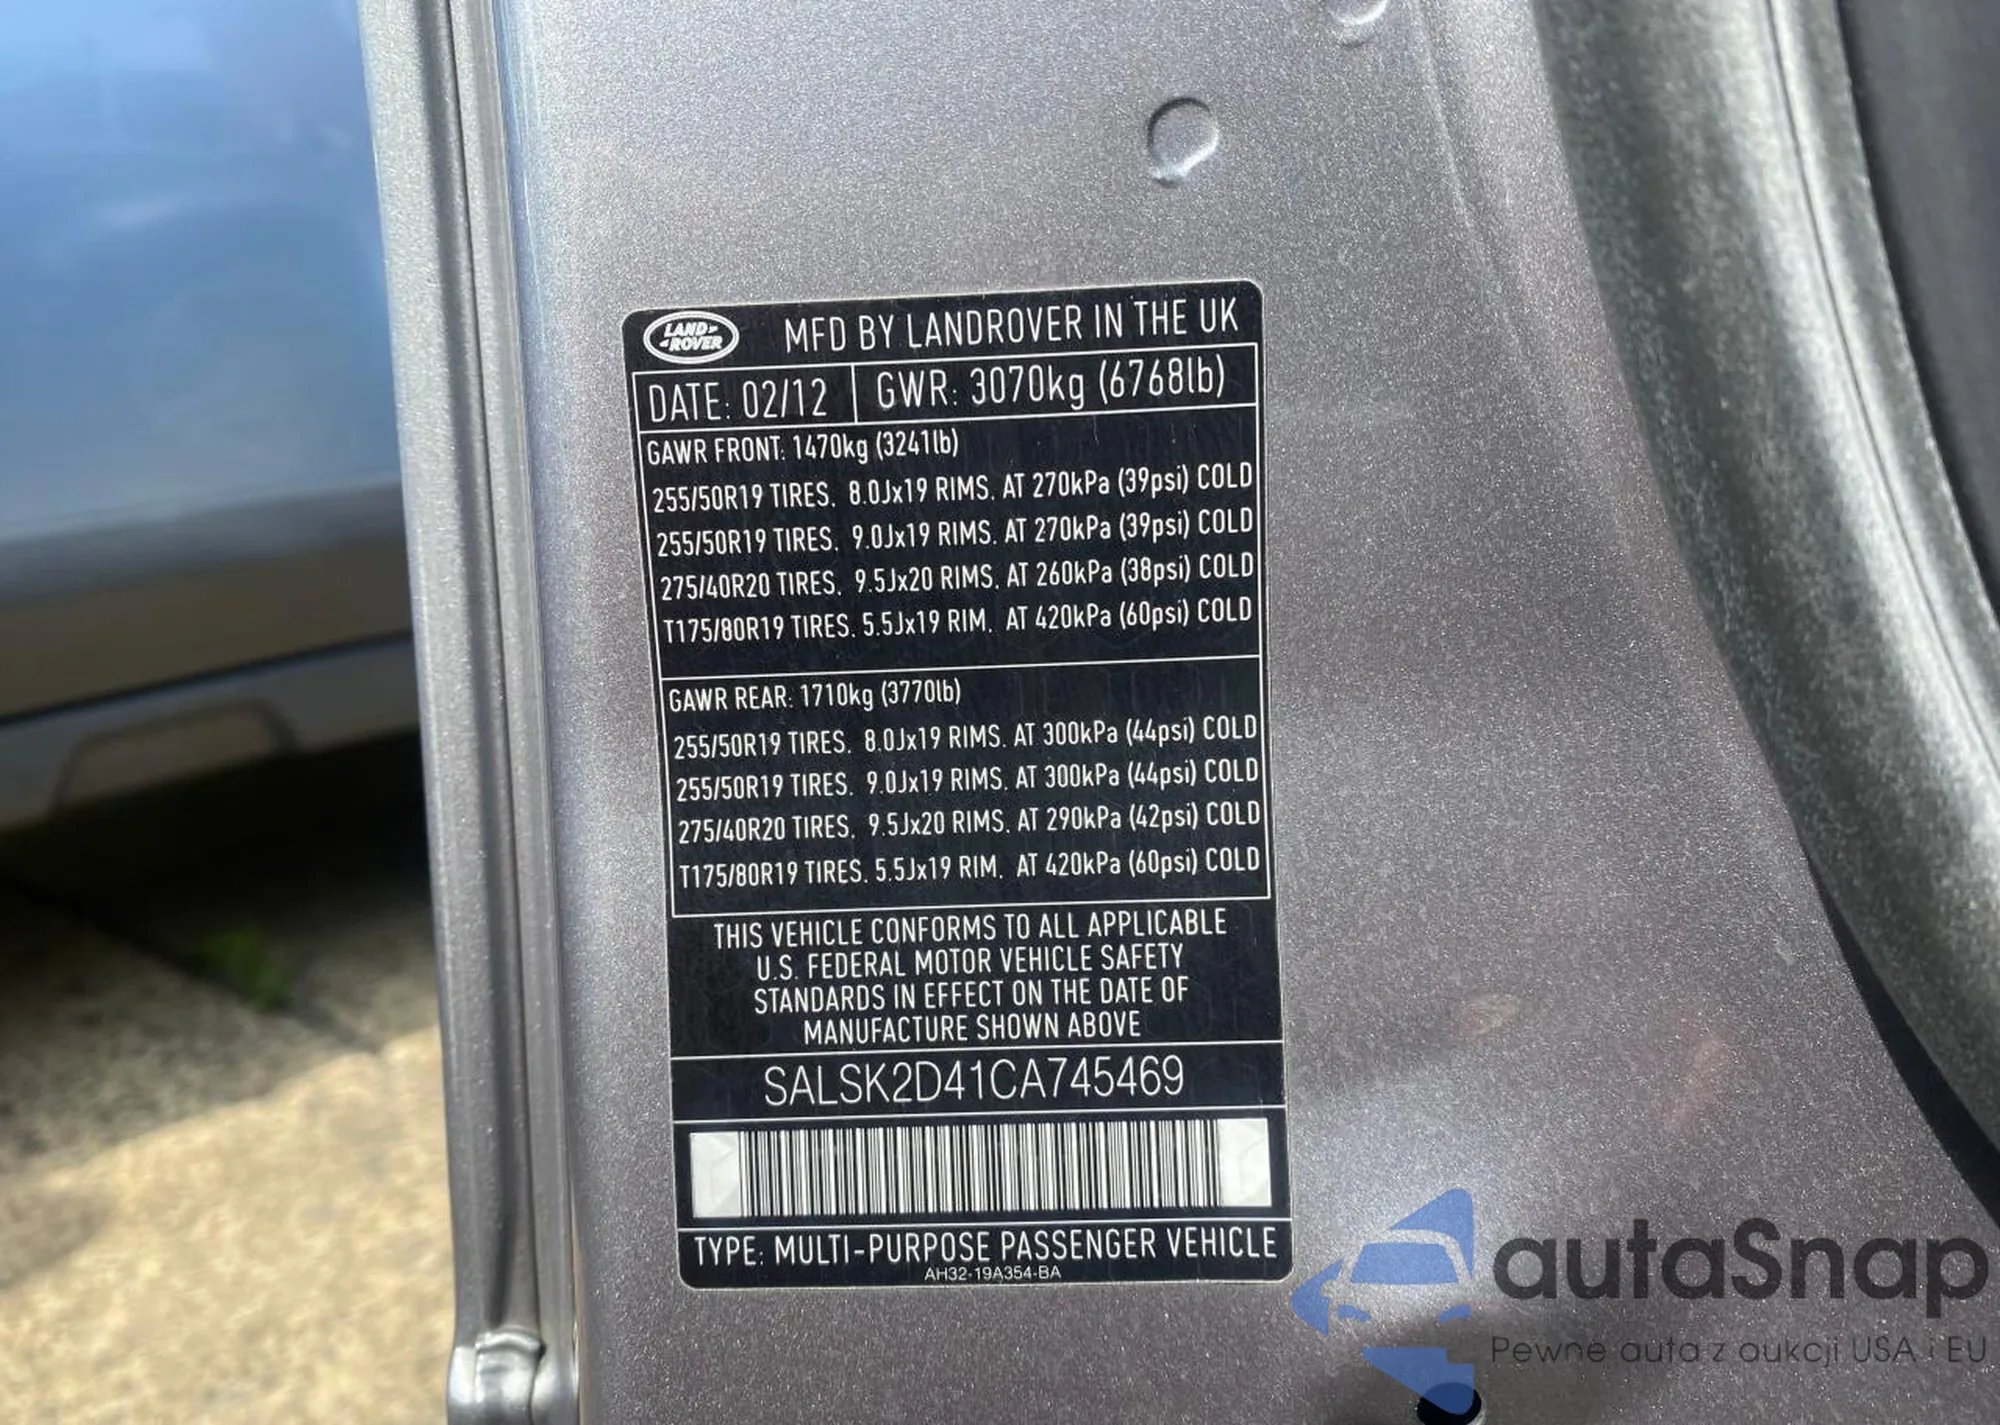 LAND-
-ROVER
MFD BY LANDROVER IN THE UK
DATE: 02/12 GWR: 3070kg (6768lb)
GAWR FRONT: 1470kg (3241lb)
255/50R19 TIRES. 8.0Jx19 RIMS. AT 270kPa (39psi) COLD
255/50R19 TIRES. 9.0Jx19 RIMS. AT 270kPa (39psi) COLD
275/40R20 TIRES. 9.5Jx20 RIMS. AT 260kPa (38psi) COLD
T175/80R19 TIRES. 5.5Jx19 RIM. AT 420kPa (60psi) COLD
GAWR REAR: 1710kg (3770lb)
255/50R19 TIRES. 8.0Jx19 RIMS. AT 300kPa (44psi) COLD
255/50R19 TIRES. 9.0Jx19 RIMS. AT 300kPa (44psi) COLD
275/40R20 TIRES. 9.5Jx20 RIMS. AT 290kPa (42psi) COLD
T175/80R19 TIRES. 5.5Jx19 RIM. AT 420kPa (60psi) COLD
THIS VEHICLE CONFORMS TO ALL APPLICABLE
U.S. FEDERAL MOTOR VEHICLE SAFETY
STANDARDS IN EFFECT ON THE DATE OF
MANUFACTURE SHOWN ABOVE
SALSK2D41CA745469
TYPE: MULTI-PURPOSE PASSENGER VEHICLE
AH32-19A354-BA
autaSnap
Pewne auta z aukcji USA i EU